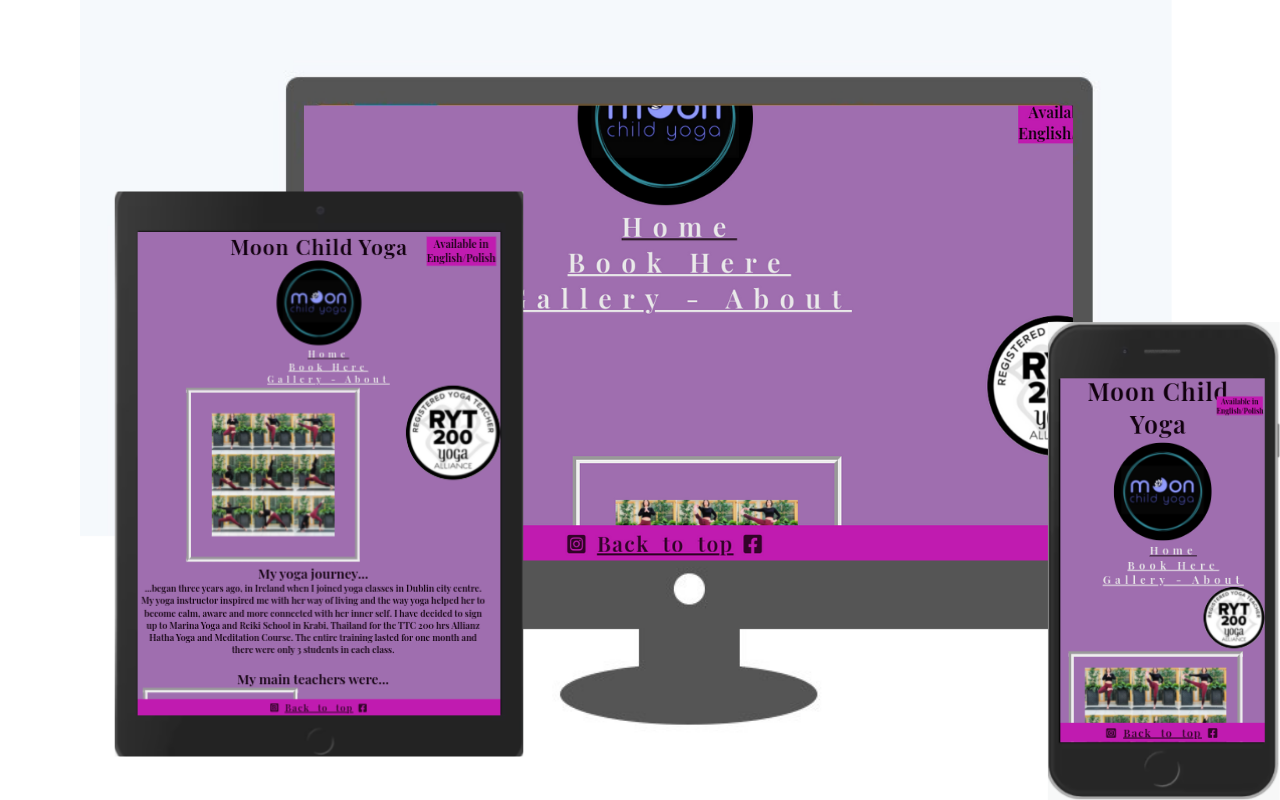 moon
child yoga
Availa
English
Home
Book Here
allery - About
REGISTERED
Back to top
Moon Child Yoga
Available in
English/Polish
moon
child yoga
Home
Book Here
Gallery - About
REGISTERED YOGA TEACHER
RYT
200
yoga
ALLIANCE
My yoga journey...
...began three years ago, in Ireland when I joined yoga classes in Dublin city centre.
My yoga instructor inspired me with her way of living and the way yoga helped her to
become calm, aware and more connected with her inner self. I have decided to sign
up to Marina Yoga and Reiki School in Krabi, Thailand for the TTC 200 hrs Allianz
Hatha Yoga and Meditation Course. The entire training lasted for one month and
there were only 3 students in each class.
My main teachers were...
Back to top
Moon Child
Yoga
Available in
English/Polish
moon
child yoga
Home
Book Here
Gallery - About
REGISTERED YOGA TEACHER
RYT
200
yoga
ALLIANCE
Back to top